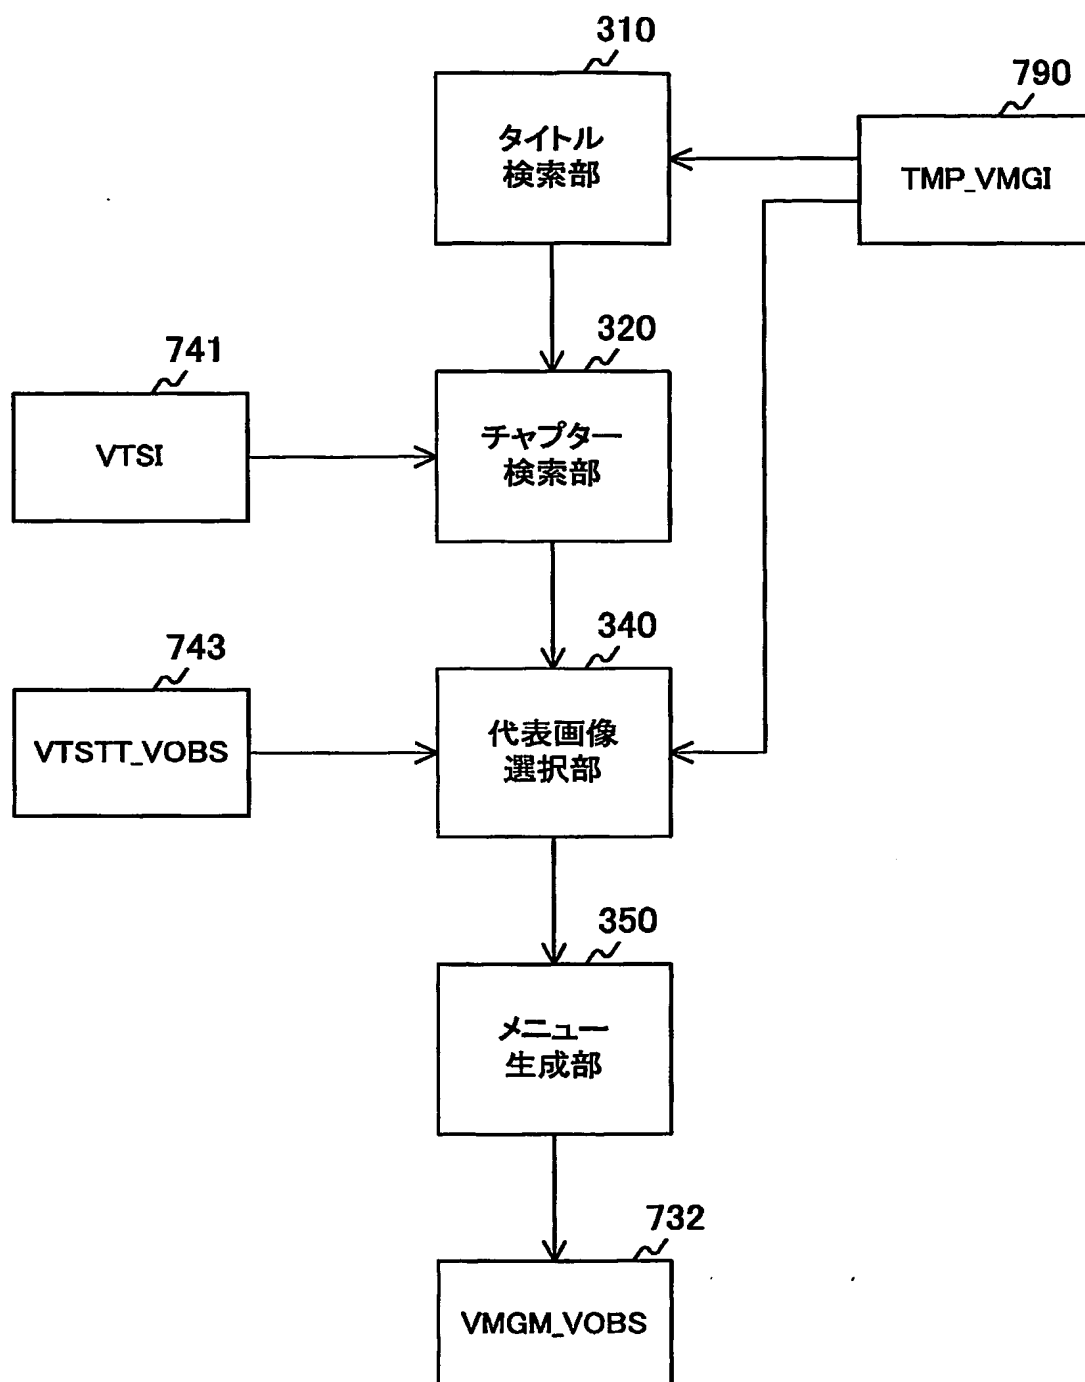 310
タイトル
検索部
790
TMP_VMGI
320
チャプター
検索部
741
VTSI
340
代表画像
選択部
743
VTSTT_VOBS
350
メニュー
生成部
732
VMGM_VOBS